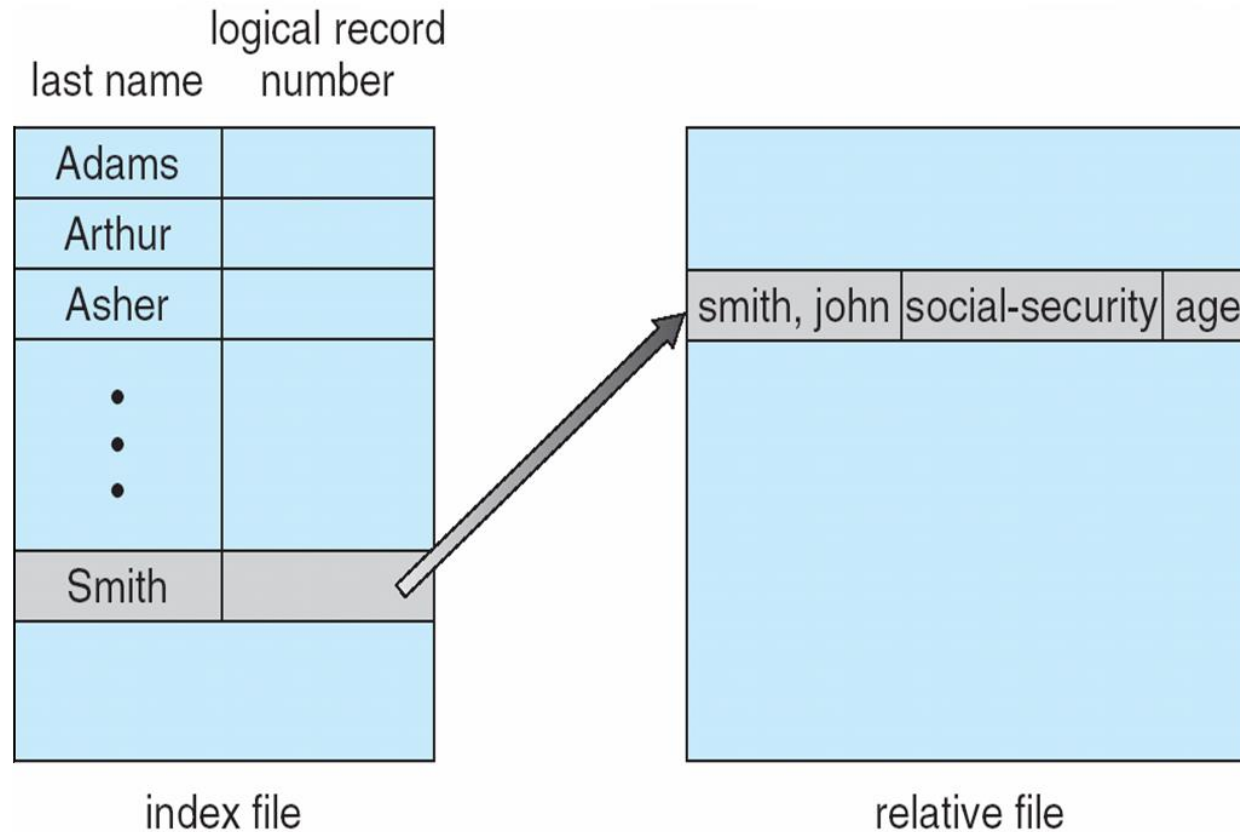 logical record
last name number
Adams
Arthur
Asher
Smith
smith, john social-security age
index file relative file